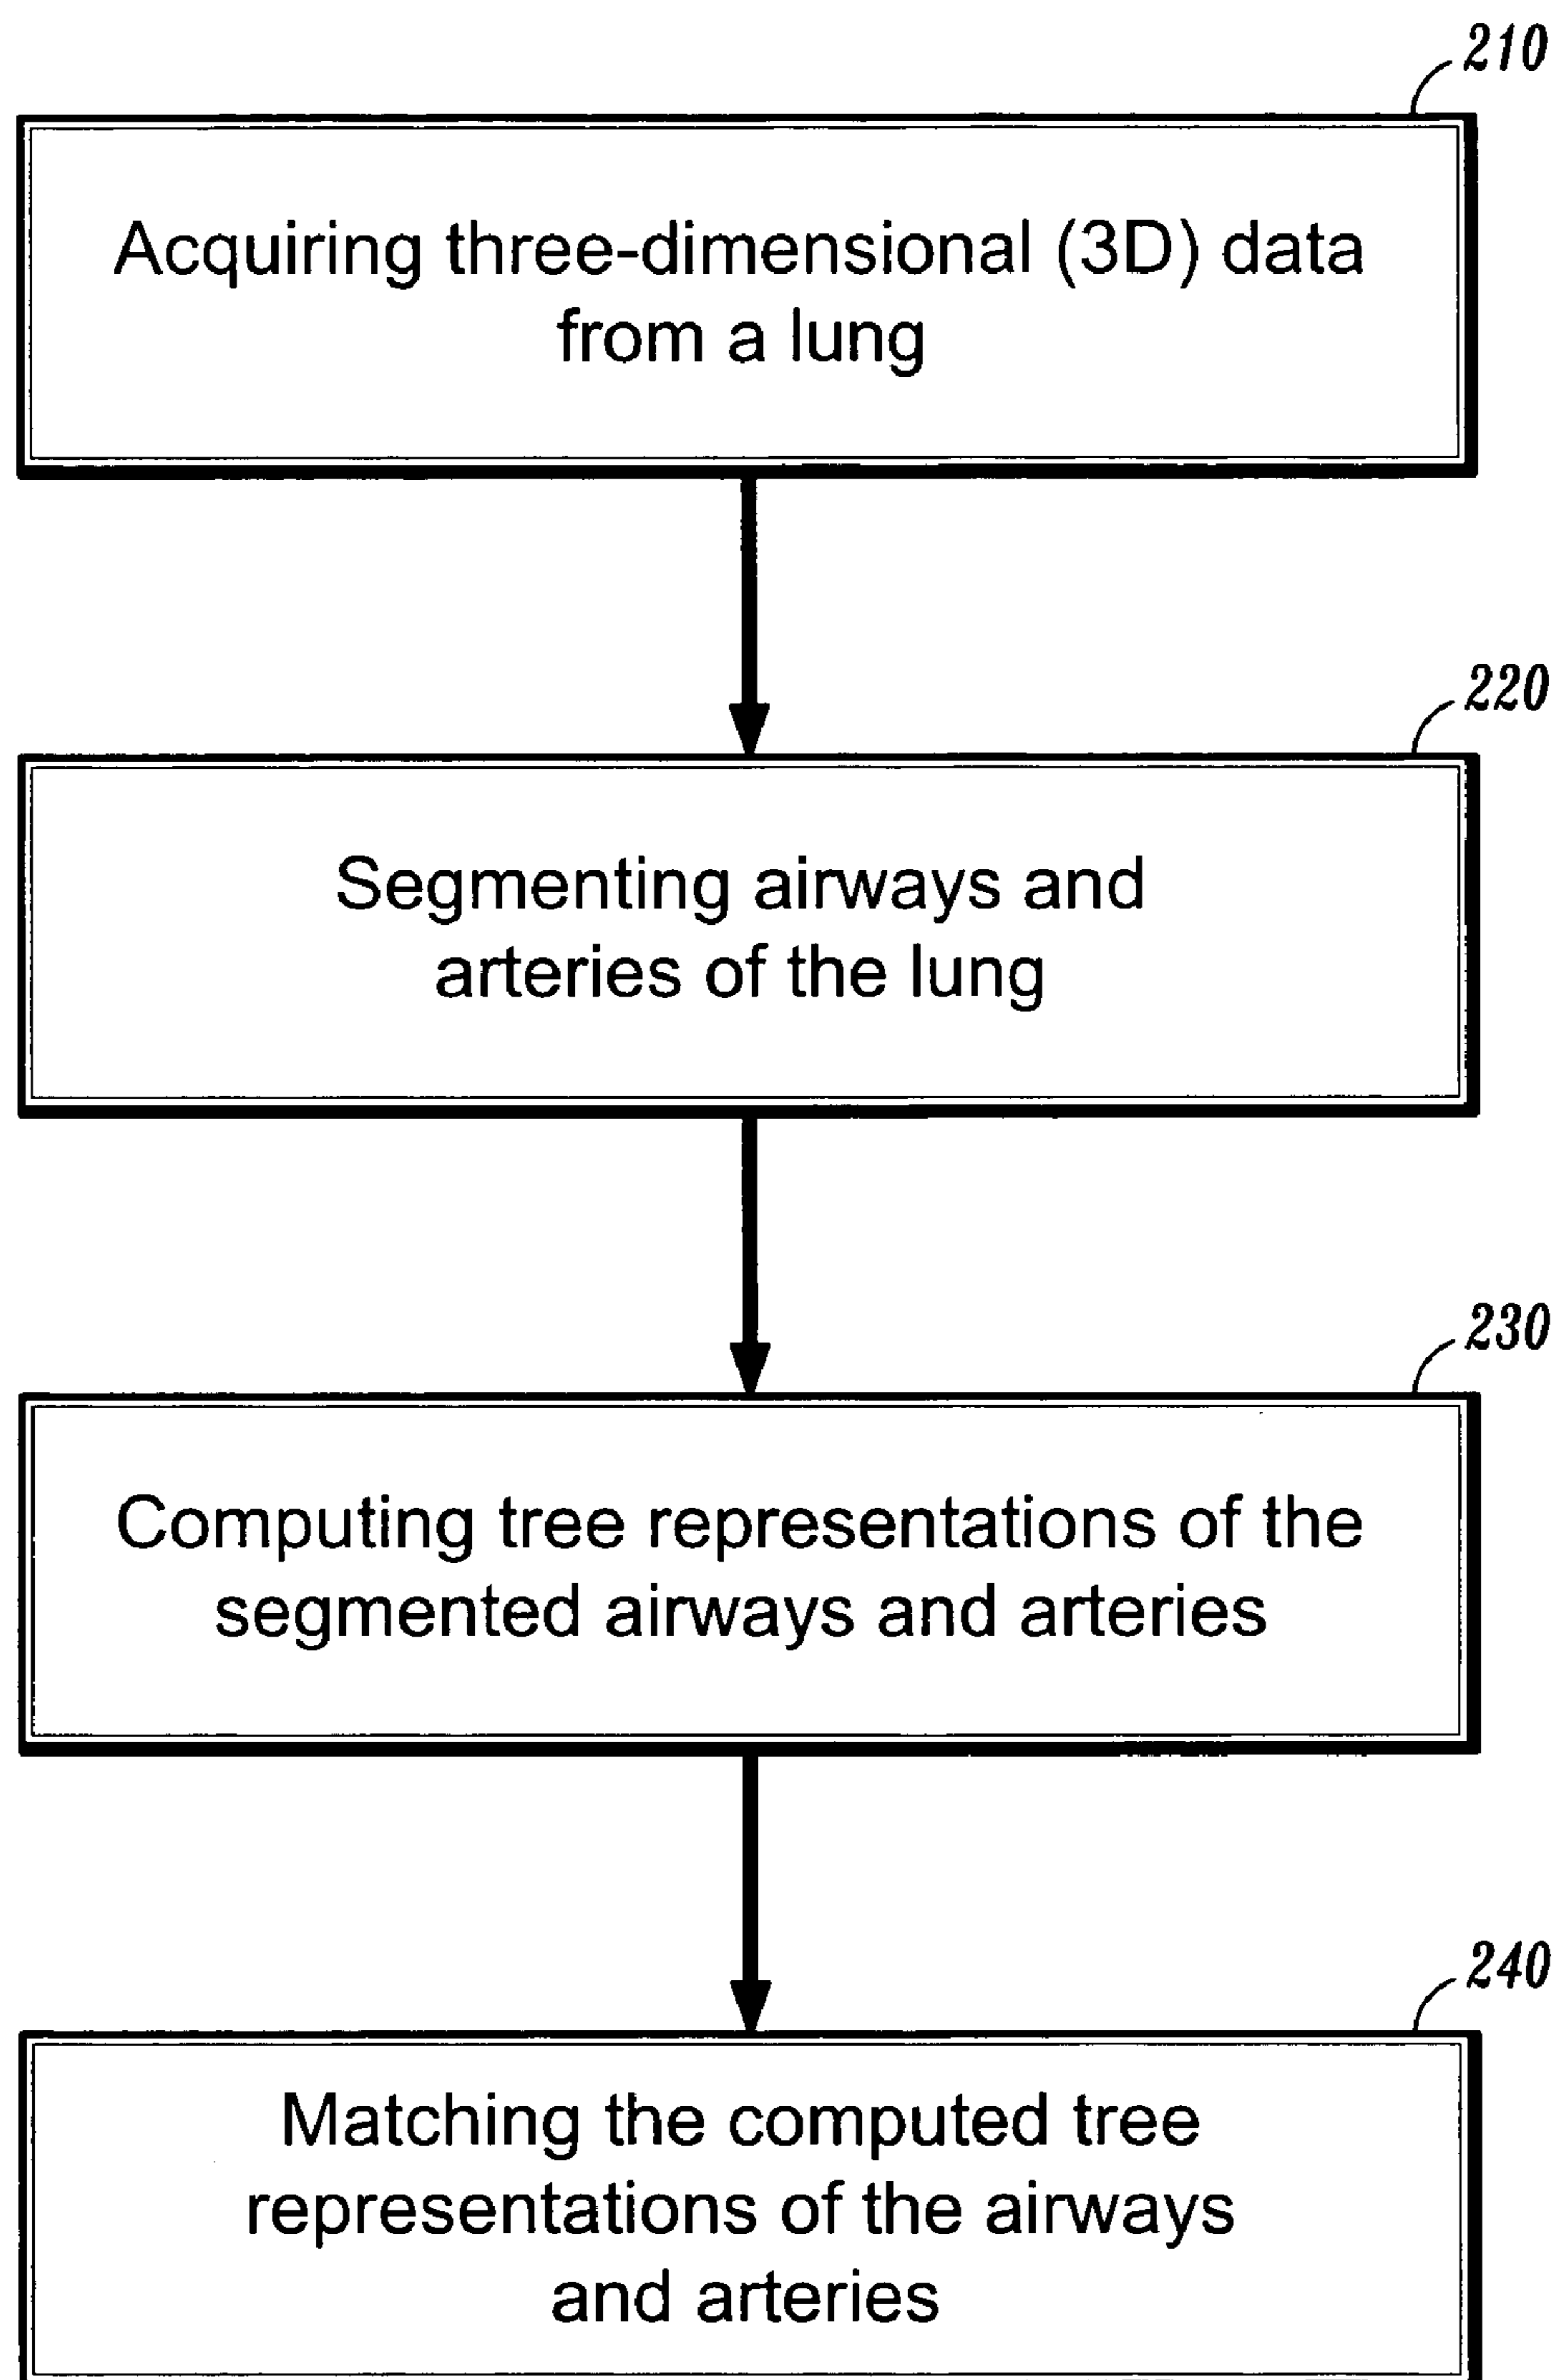 210
Acquiring three-dimensional (3D) data
from a lung
220
Segmenting airways and
arteries of the lung
230
Computing tree representations of the
segmented airways and arteries
240
Matching the computed tree
representations of the airways
and arteries